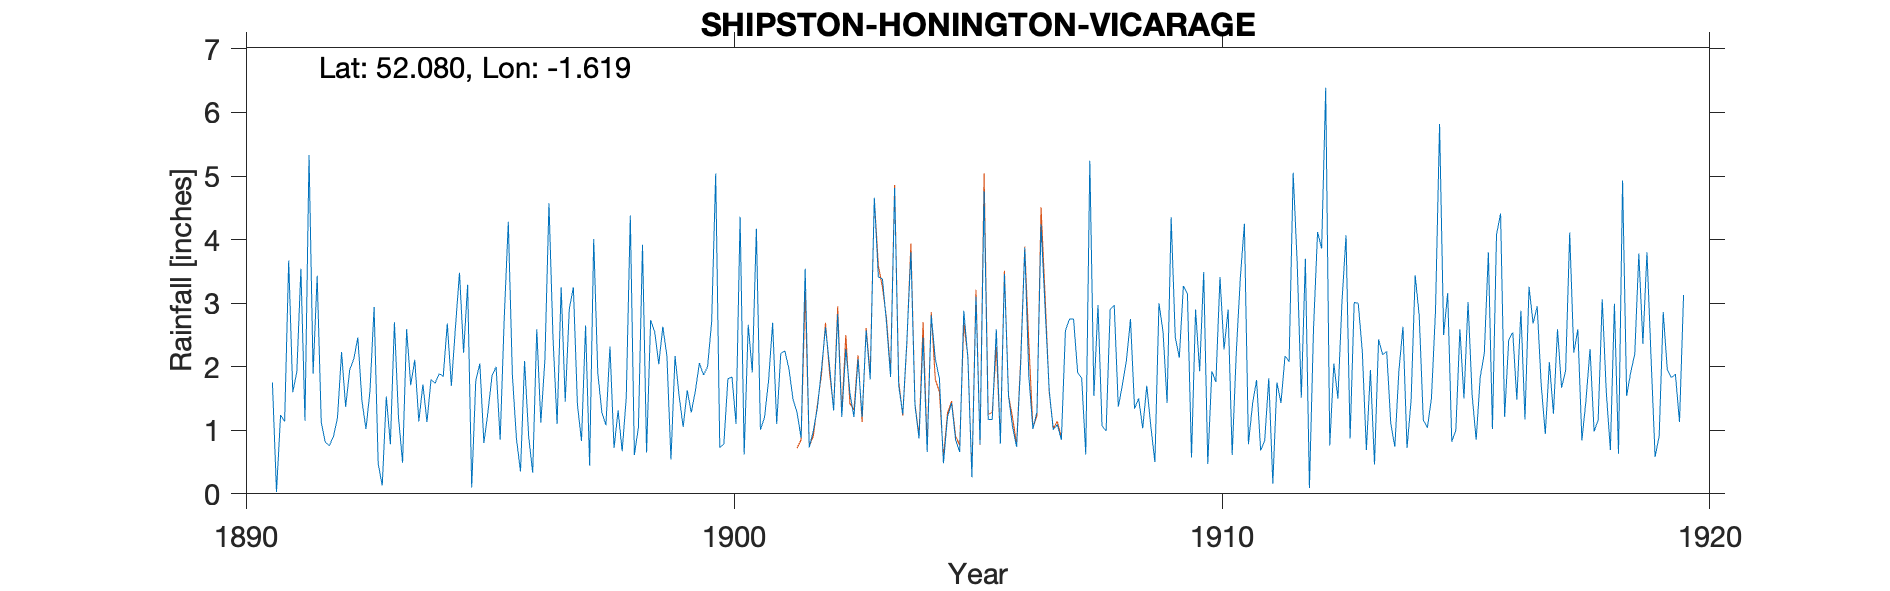 SHIPSTON-HONINGTON-VICARAGE
Lat: 52.080, Lon: -1.619
7
6
5
4
3
2
1
0
Rainfall [inches]
1890 1900 1910 1920
Year